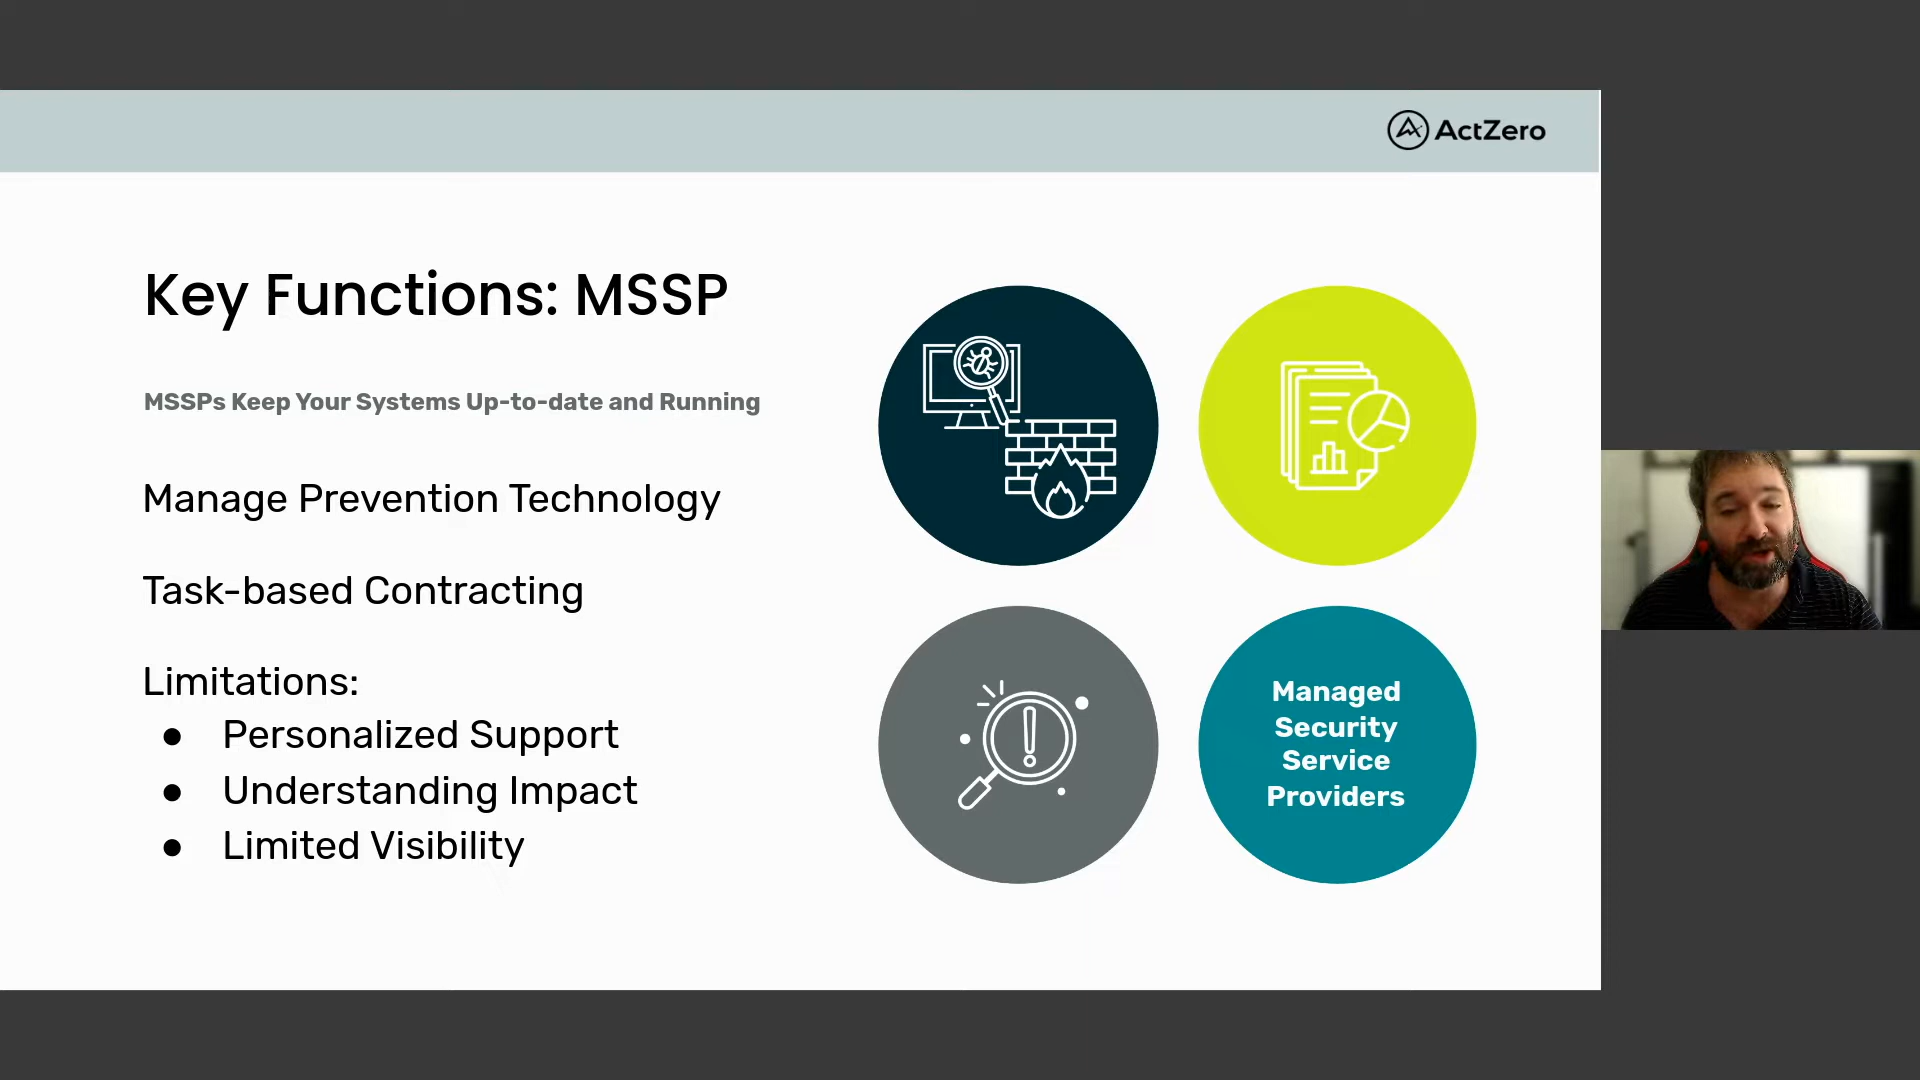 ActZero
Key Functions: MSSP
MSSPs Keep Your Systems Up-to-date and Running
Manage Prevention Technology
Task-based Contracting
Limitations:
● Personalized Support
● Understanding Impact
● Limited Visibility
Managed
Security
Service
Providers